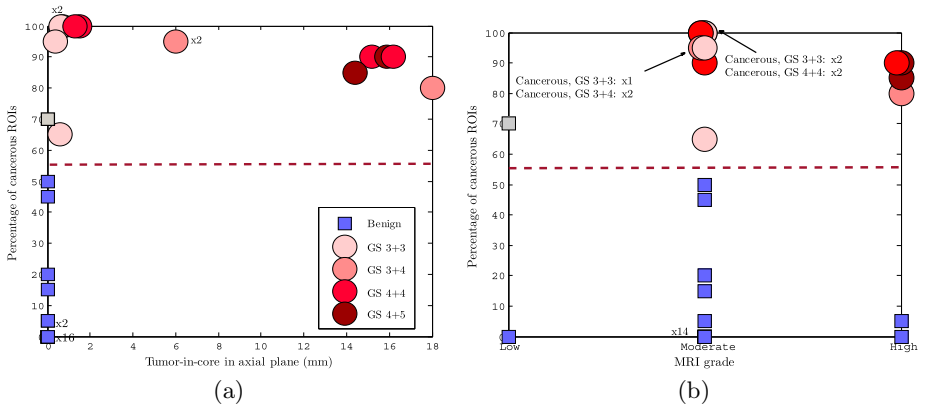 x2
100
90
80
70
60
50
40
30
20
10
0
x2
x2
x16
0
2
4
6
8
10
12
14
16
18
Percentage of cancerous ROIs
Tumor-in-core in axial plane (mm)
Benign
GS 3+3
GS 3+4
GS 4+4
GS 4+5
(a)
100
90
80
70
60
50
40
30
20
10
0
Percentage of cancerous ROIs
Cancerous, GS 3+3: x2
Cancerous, GS 4+4: x2
Cancerous, GS 3+3: x1
Cancerous, GS 3+4: x2
x14
Low
Moderate
High
MRI grade
(b)